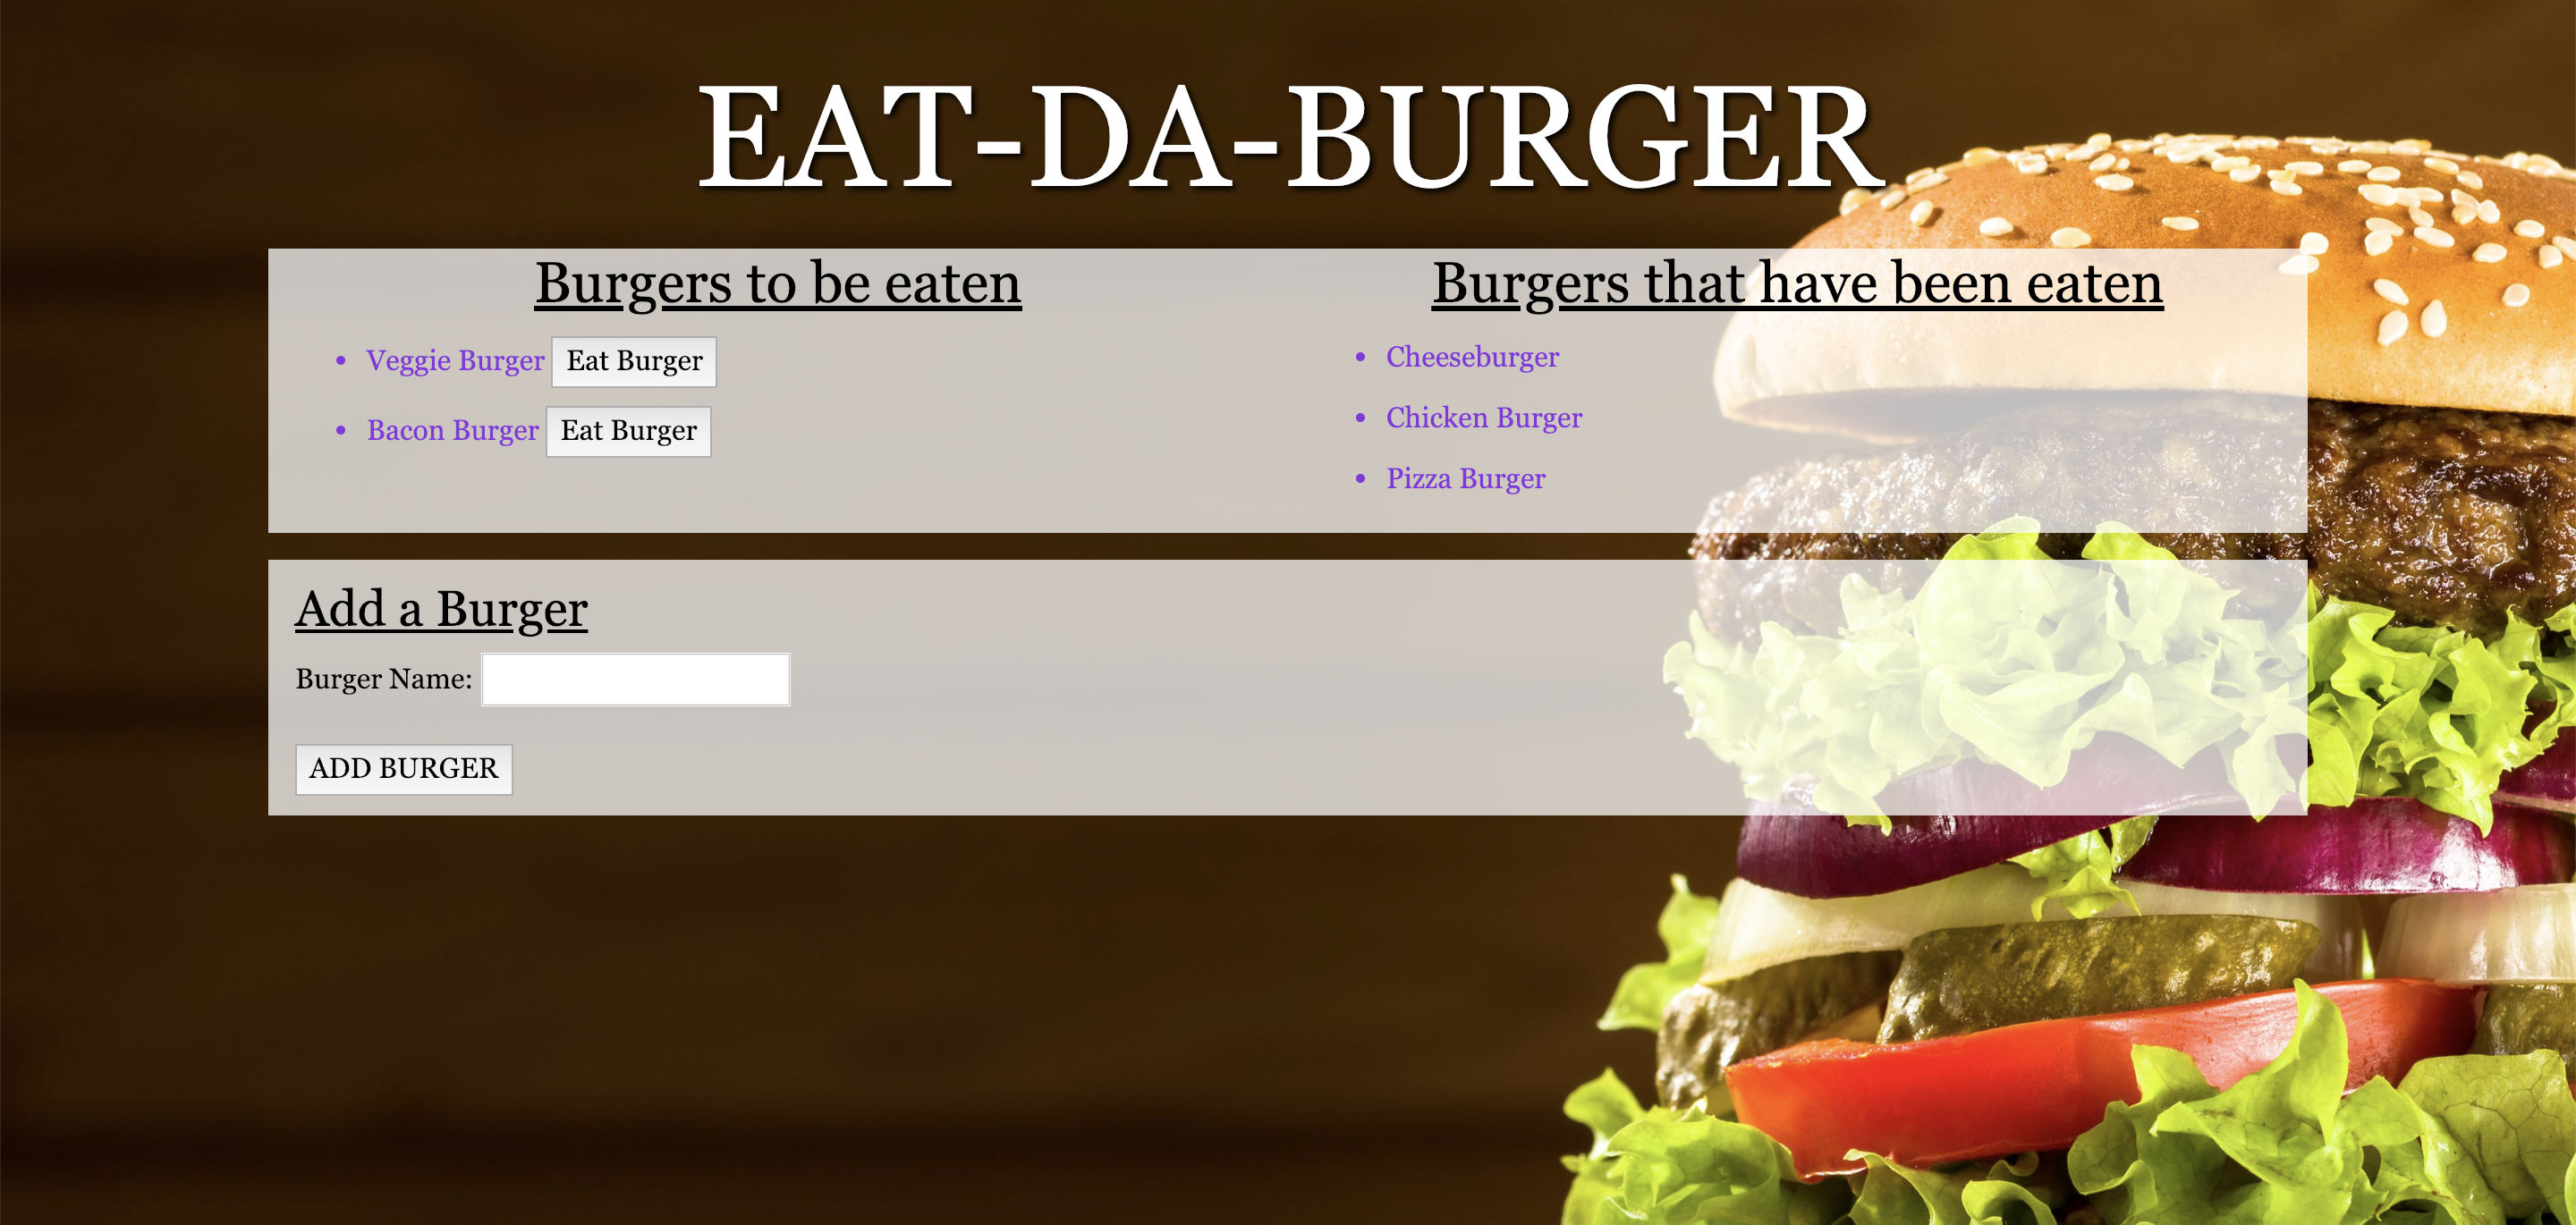 EAT-DA-BURGER
Burgers to be eaten
Veggie Burger Eat Burger
Bacon Burger Eat Burger
Burgers that have been eaten
Cheeseburger
Chicken Burger
Pizza Burger
Add a Burger
Burger Name:
ADD BURGER